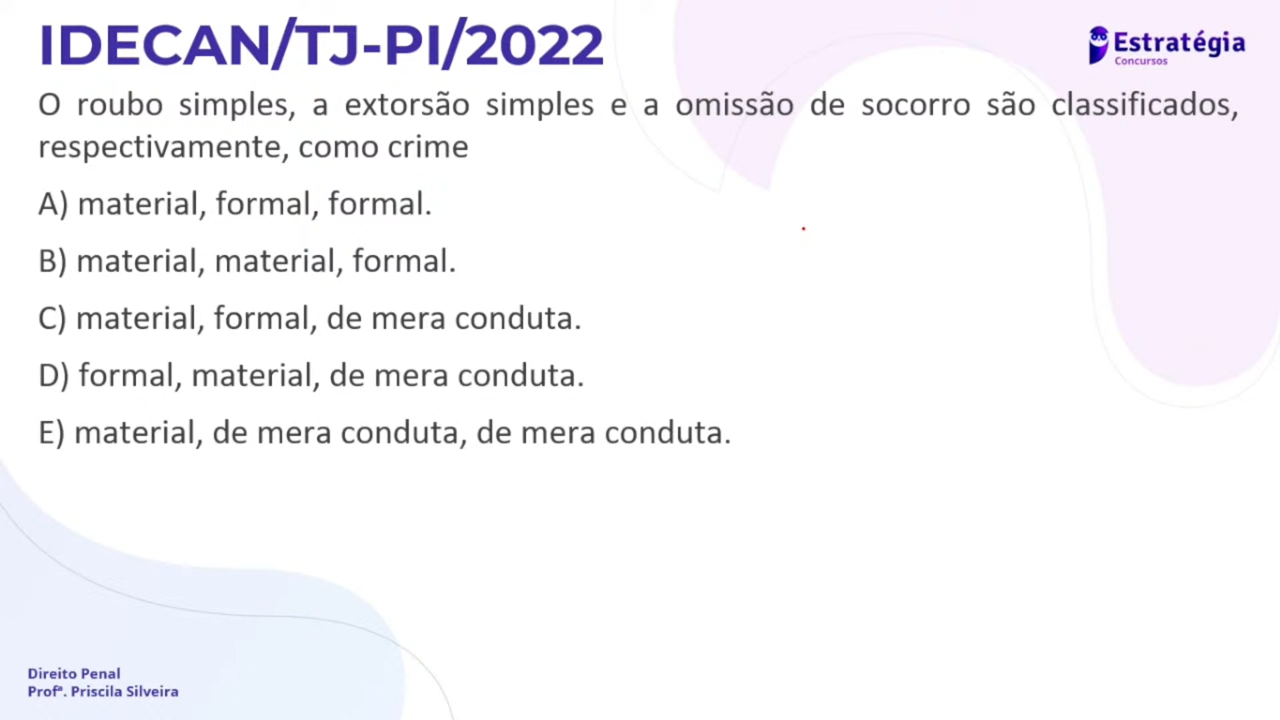 IDECAN/TJ-PI/2022
Estratégia
Concursos
O roubo simples, a extorsão simples e a omissão de socorro são classificados,
respectivamente, como crime
A) material, formal, formal.
B) material, material, formal.
C) material, formal, de mera conduta.
D) formal, material, de mera conduta.
E) material, de mera conduta, de mera conduta.
Direito Penal
Profª. Priscila Silveira